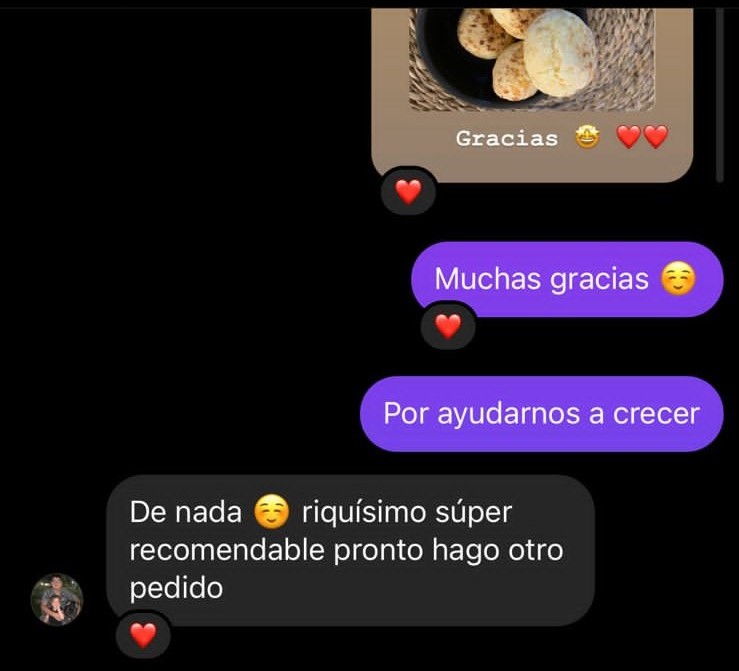 Gracias 🤩 ❤️❤️
Muchas gracias ☺️
Por ayudarnos a crecer
De nada ☺️ riquísimo súper
recomendable pronto hago otro
pedido